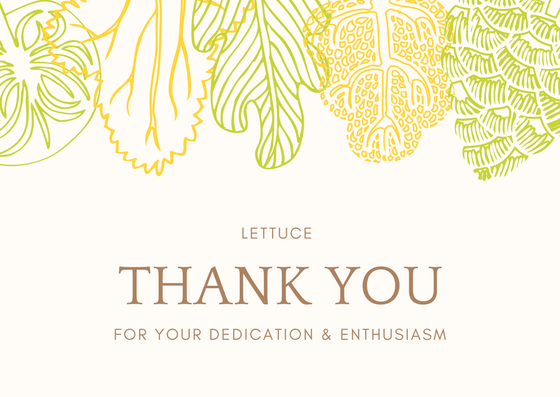 LETTUCE
THANK YOU
FOR YOUR DEDICATION & ENTHUSIASM